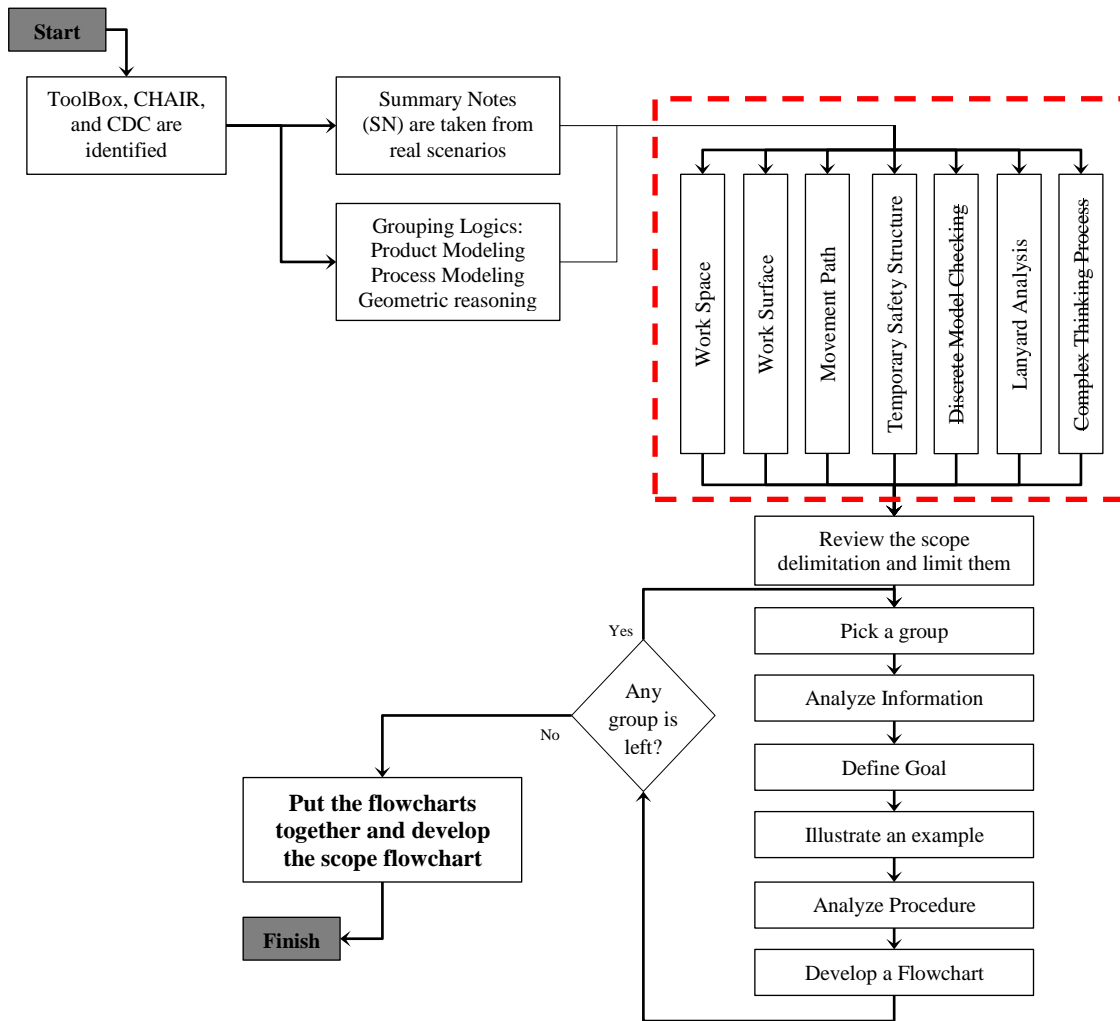 Start
ToolBox, CHAIR,
and CDC are
identified
Summary Notes
(SN) are taken from
real scenarios
Grouping Logics:
Product Modeling
Process Modeling
Geometric reasoning
Work Space
Work Surface
Movement Path
Temporary Safety Structure
Discrete Model Checking
Lanyard Analysis
Complex Thinking Process
Review the scope
delimitation and limit them
Pick a group
Analyze Information
Define Goal
Illustrate an example
Analyze Procedure
Develop a Flowchart
Yes
Any
group is
left?
No
Put the flowcharts
together and develop
the scope flowchart
Finish